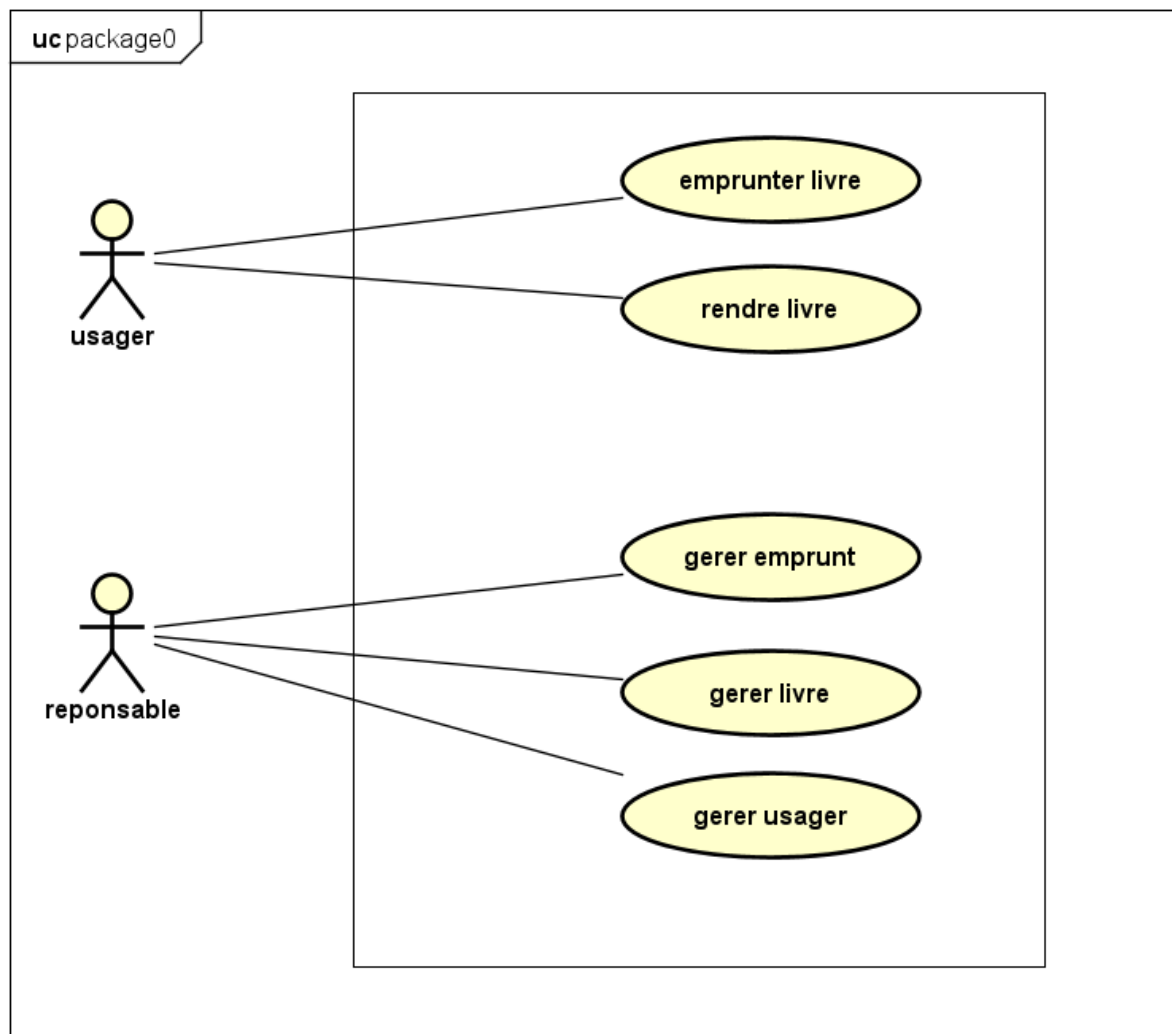 uc package0
emprunter livre
rendre livre
usager
gerer emprunt
gerer livre
reponsable
gerer usager